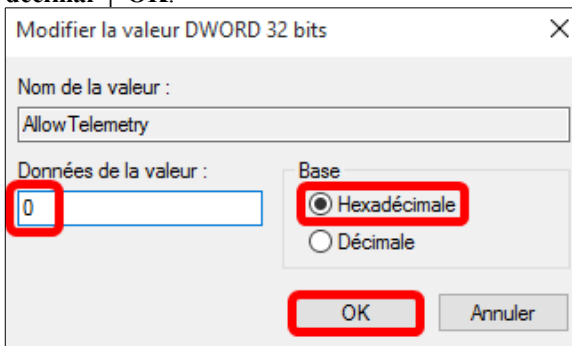 Modifier la valeur DWORD 32 bits
Nom de la valeur :
AllowTelemetry
Données de la valeur :
0
Base
Hexadécimale
Décimale
OK
Annuler